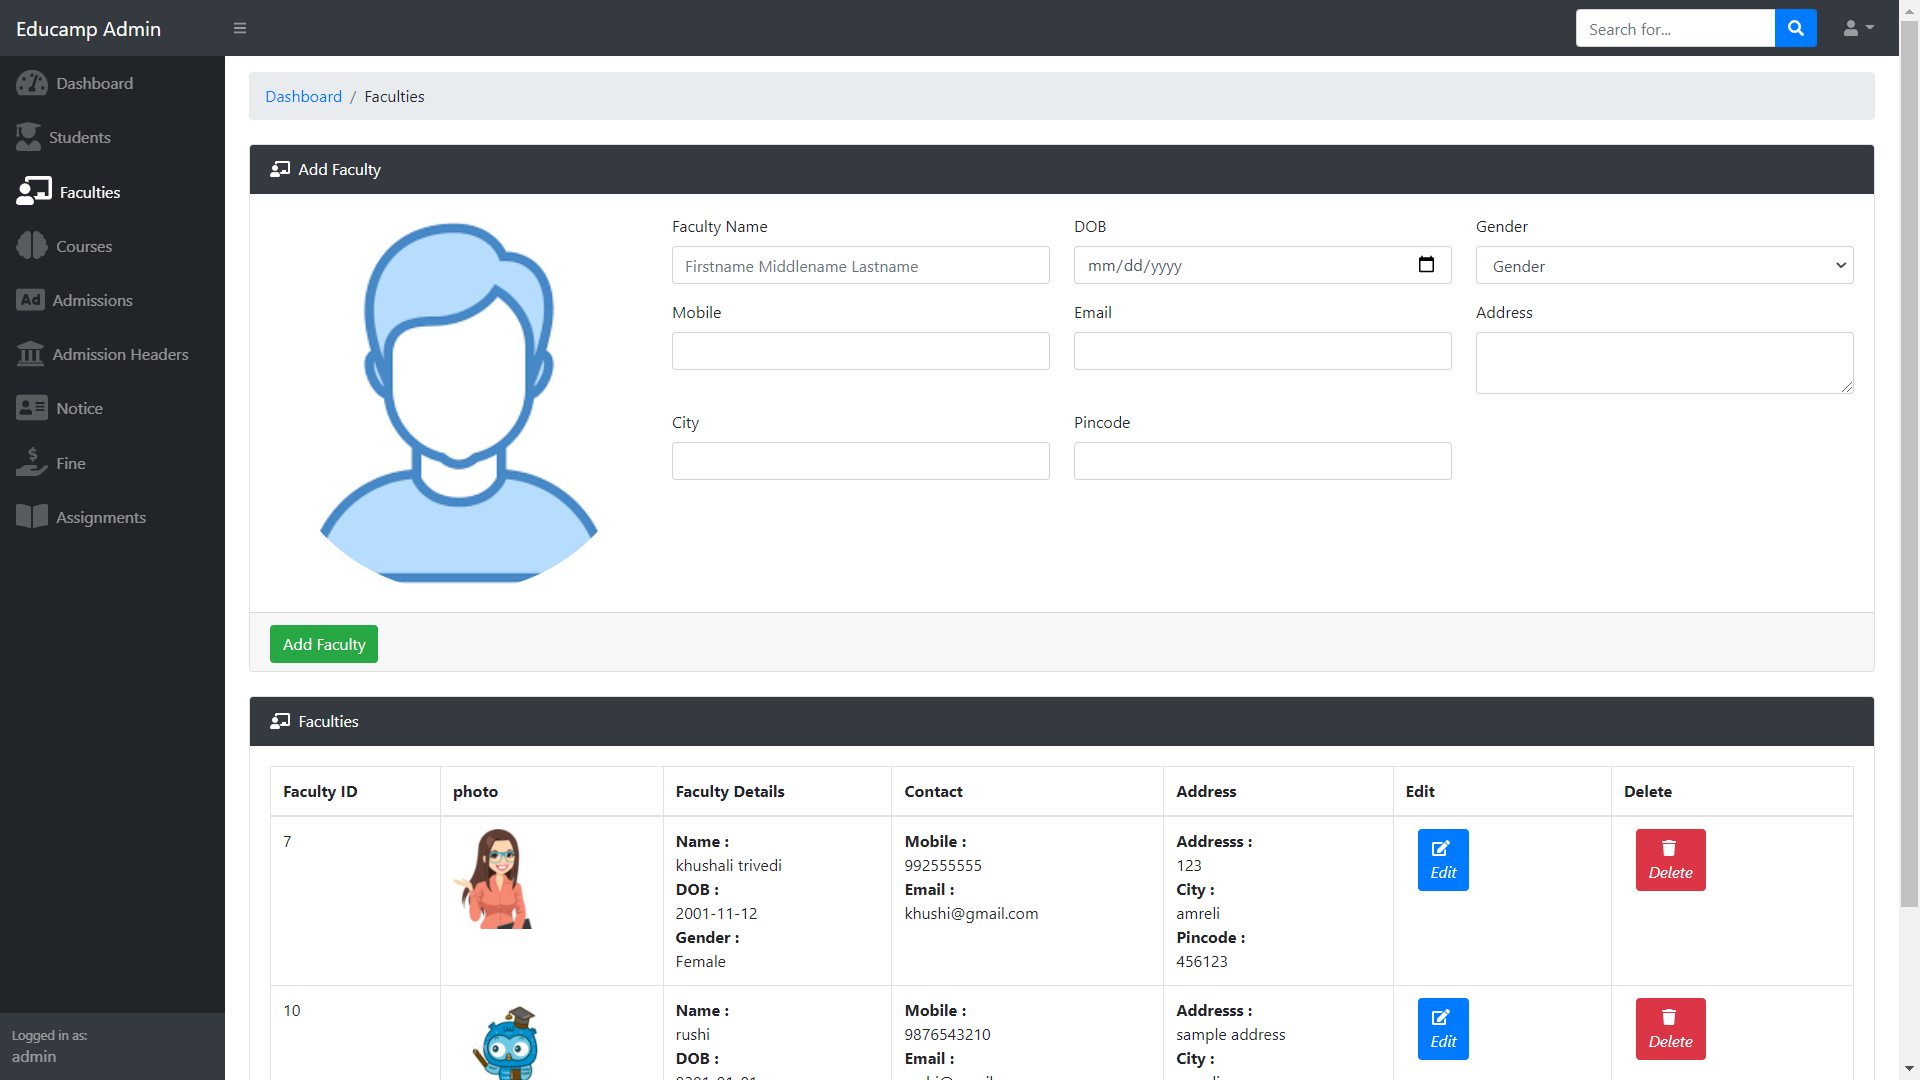 Educamp Admin
Search for...
Dashboard
Students
Faculties
Courses
Ad Admissions
Admission Headers
Notice
Fine
Assignments
Logged in as:
admin
Dashboard / Faculties
Add Faculty
Faculty Name
DOB
Gender
Firstname Middlename Lastname
mm/dd/yyyy
Gender
Mobile
Email
Address
City
Pincode
Add Faculty
Faculties
Faculty ID
photo
Faculty Details
Contact
Address
Edit
Delete
7
Name :
khushali trivedi
DOB :
2001-11-12
Gender :
Female
Mobile :
992555555
Email :
khushi@gmail.com
Addresss :
123
City :
amreli
Pincode :
456123
Edit
Delete
10
Name :
rushi
DOB :
Mobile :
9876543210
Email :
Addresss :
sample address
City :
Edit
Delete